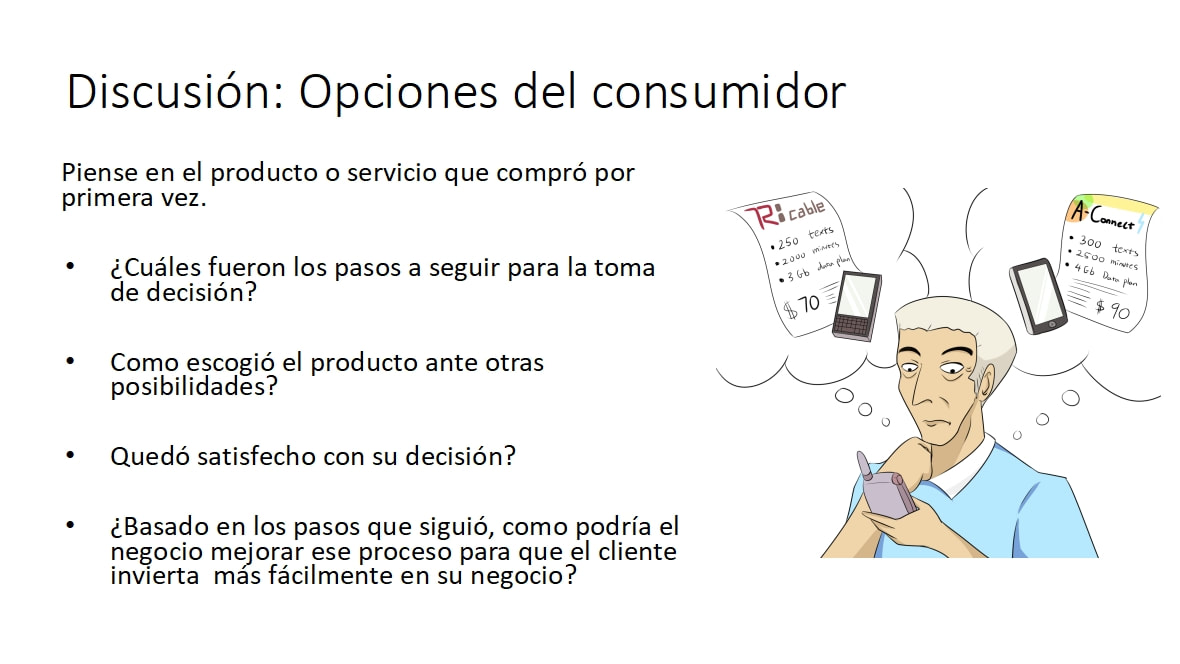 Discusión: Opciones del consumidor
Piense en el producto o servicio que compró por
primera vez.
• ¿Cuáles fueron los pasos a seguir para la toma
de decisión?
• Como escogió el producto ante otras
posibilidades?
• Quedó satisfecho con su decisión?
• ¿Basado en los pasos que siguió, como podría el
negocio mejorar ese proceso para que el cliente
invierta  más fácilmente en su negocio?
R: cable
• 250 texts
• 2000 minutes
• 3 Gb data plan
$70
A-Connect
• 300 texts
• 2500 minutes
• 4 Gb Data plan
$90